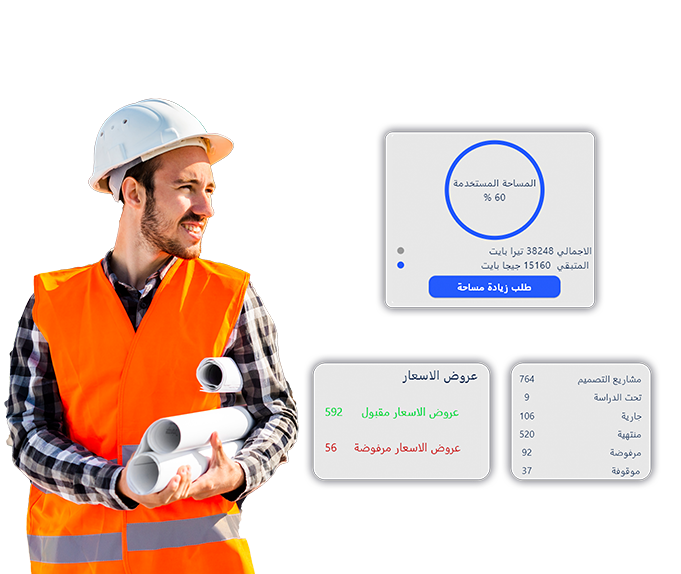 المساحة المستخدمة
60 %
الاجمالي 38248 تيرا بايت
المتبقي 15160 جيجا بايت
طلب زيادة مساحة
عروض الاسعار
عروض الاسعار مقبول 592
عروض الاسعار مرفوضة 56
مشاريع التصميم 764
تحت الدراسة 9
جارية 106
منتهية 520
مرفوضة 92
موقوفة 37